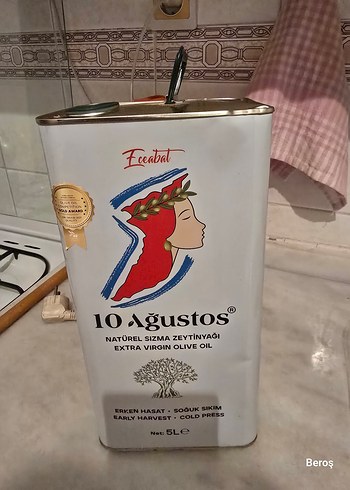 Eceabat
10 Ağustos®
NATÜREL SIZMA ZEYTİNYAĞI
EXTRA VIRGIN OLIVE OIL
ERKEN HASAT • SOĞUK SIKIM
EARLY HARVEST • COLD PRESS
Net: 5L℮
Beroş